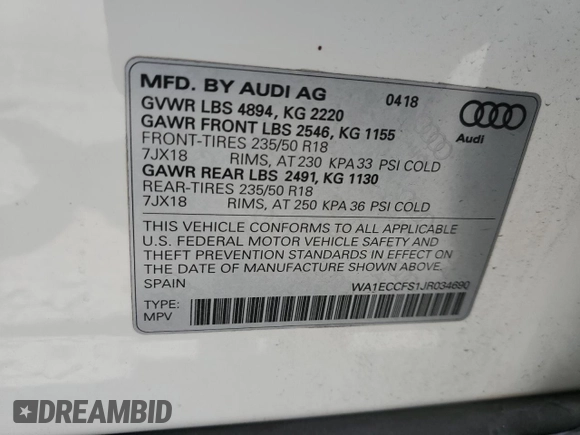 MFD. BY AUDI AG 0418
GVWR LBS 4894, KG 2220
GAWR FRONT LBS 2546, KG 1155
FRONT-TIRES 235/50 R18
7JX18 RIMS, AT 230 KPA 33 PSI COLD
GAWR REAR LBS 2491, KG 1130
REAR-TIRES 235/50 R18
7JX18 RIMS, AT 250 KPA 36 PSI COLD
Audi
THIS VEHICLE CONFORMS TO ALL APPLICABLE
U.S. FEDERAL MOTOR VEHICLE SAFETY AND
THEFT PREVENTION STANDARDS IN EFFECT ON
THE DATE OF MANUFACTURE SHOWN ABOVE.
SPAIN WA1ECCFS1JR034690
TYPE:
MPV
DREAMBID